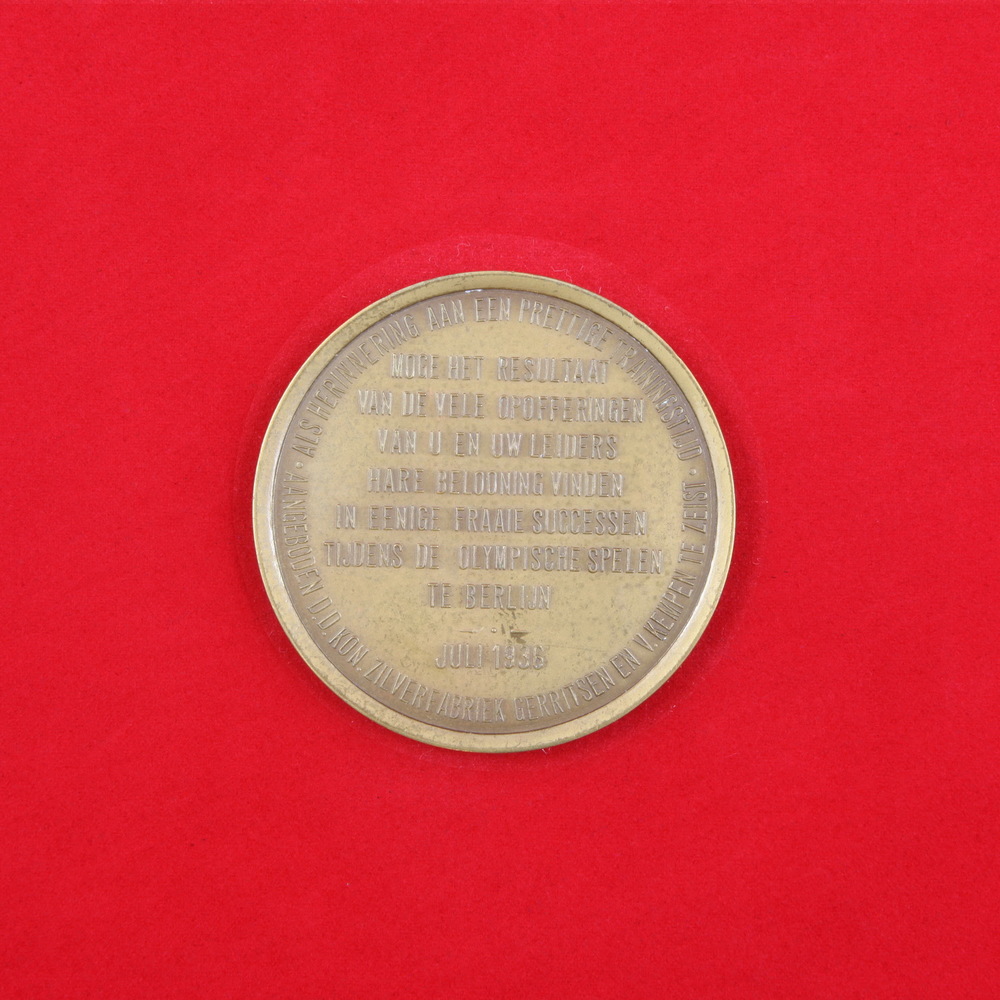 · ALS HERINNERING AAN EEN PRETTIGE TRAININGSTIJD ·
AANGEBODEN D.D. KON. ZILVERFABRIEK GERRITSEN EN V. KEMPEN TE ZEIST
MOGE HET RESULTAAT
VAN DE VELE OPOFFERINGEN
VAN U EN UW LEIDERS
HARE BELOONING VINDEN
IN EENIGE FRAAIE SUCCESSEN
TIJDENS DE OLYMPISCHE SPELEN
TE BERLIJN
JULI 1936